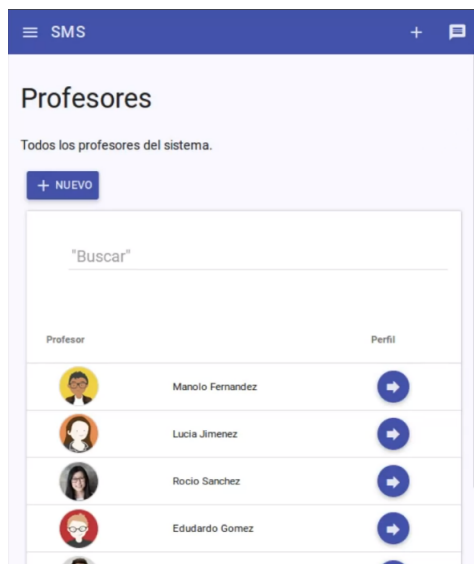 SMS
Profesores
Todos los profesores del sistema.
+ NUEVO
"Buscar"
Profesor Perfil
Manolo Fernandez
Lucia Jimenez
Rocio Sanchez
Edudardo Gomez